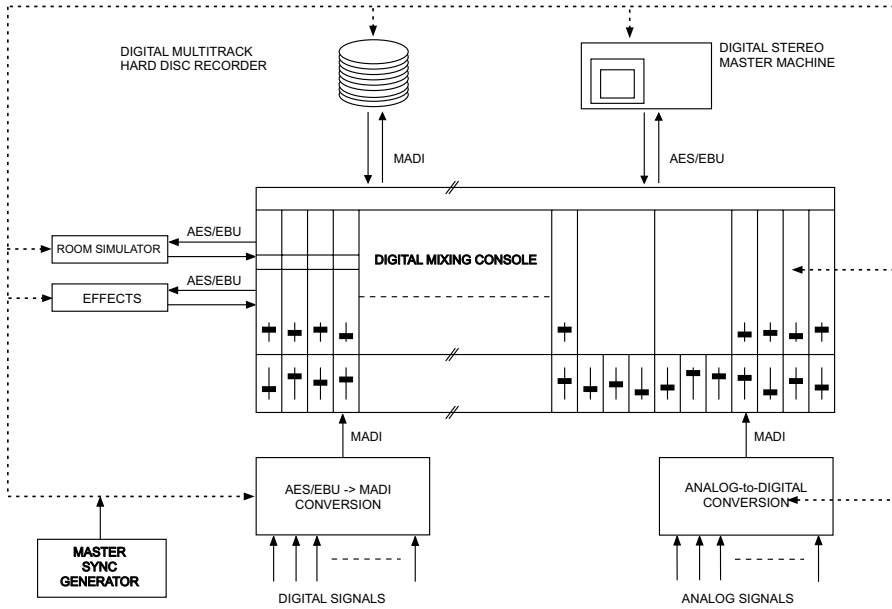 DIGITAL MULTITRACK
HARD DISC RECORDER
DIGITAL STEREO
MASTER MACHINE
MADI
AES/EBU
AES/EBU
ROOM SIMULATOR
AES/EBU
EFFECTS
DIGITAL MIXING CONSOLE
MADI
MADI
AES/EBU -> MADI
CONVERSION
ANALOG-to-DIGITAL
CONVERSION
MASTER
SYNC
GENERATOR
DIGITAL SIGNALS
ANALOG SIGNALS